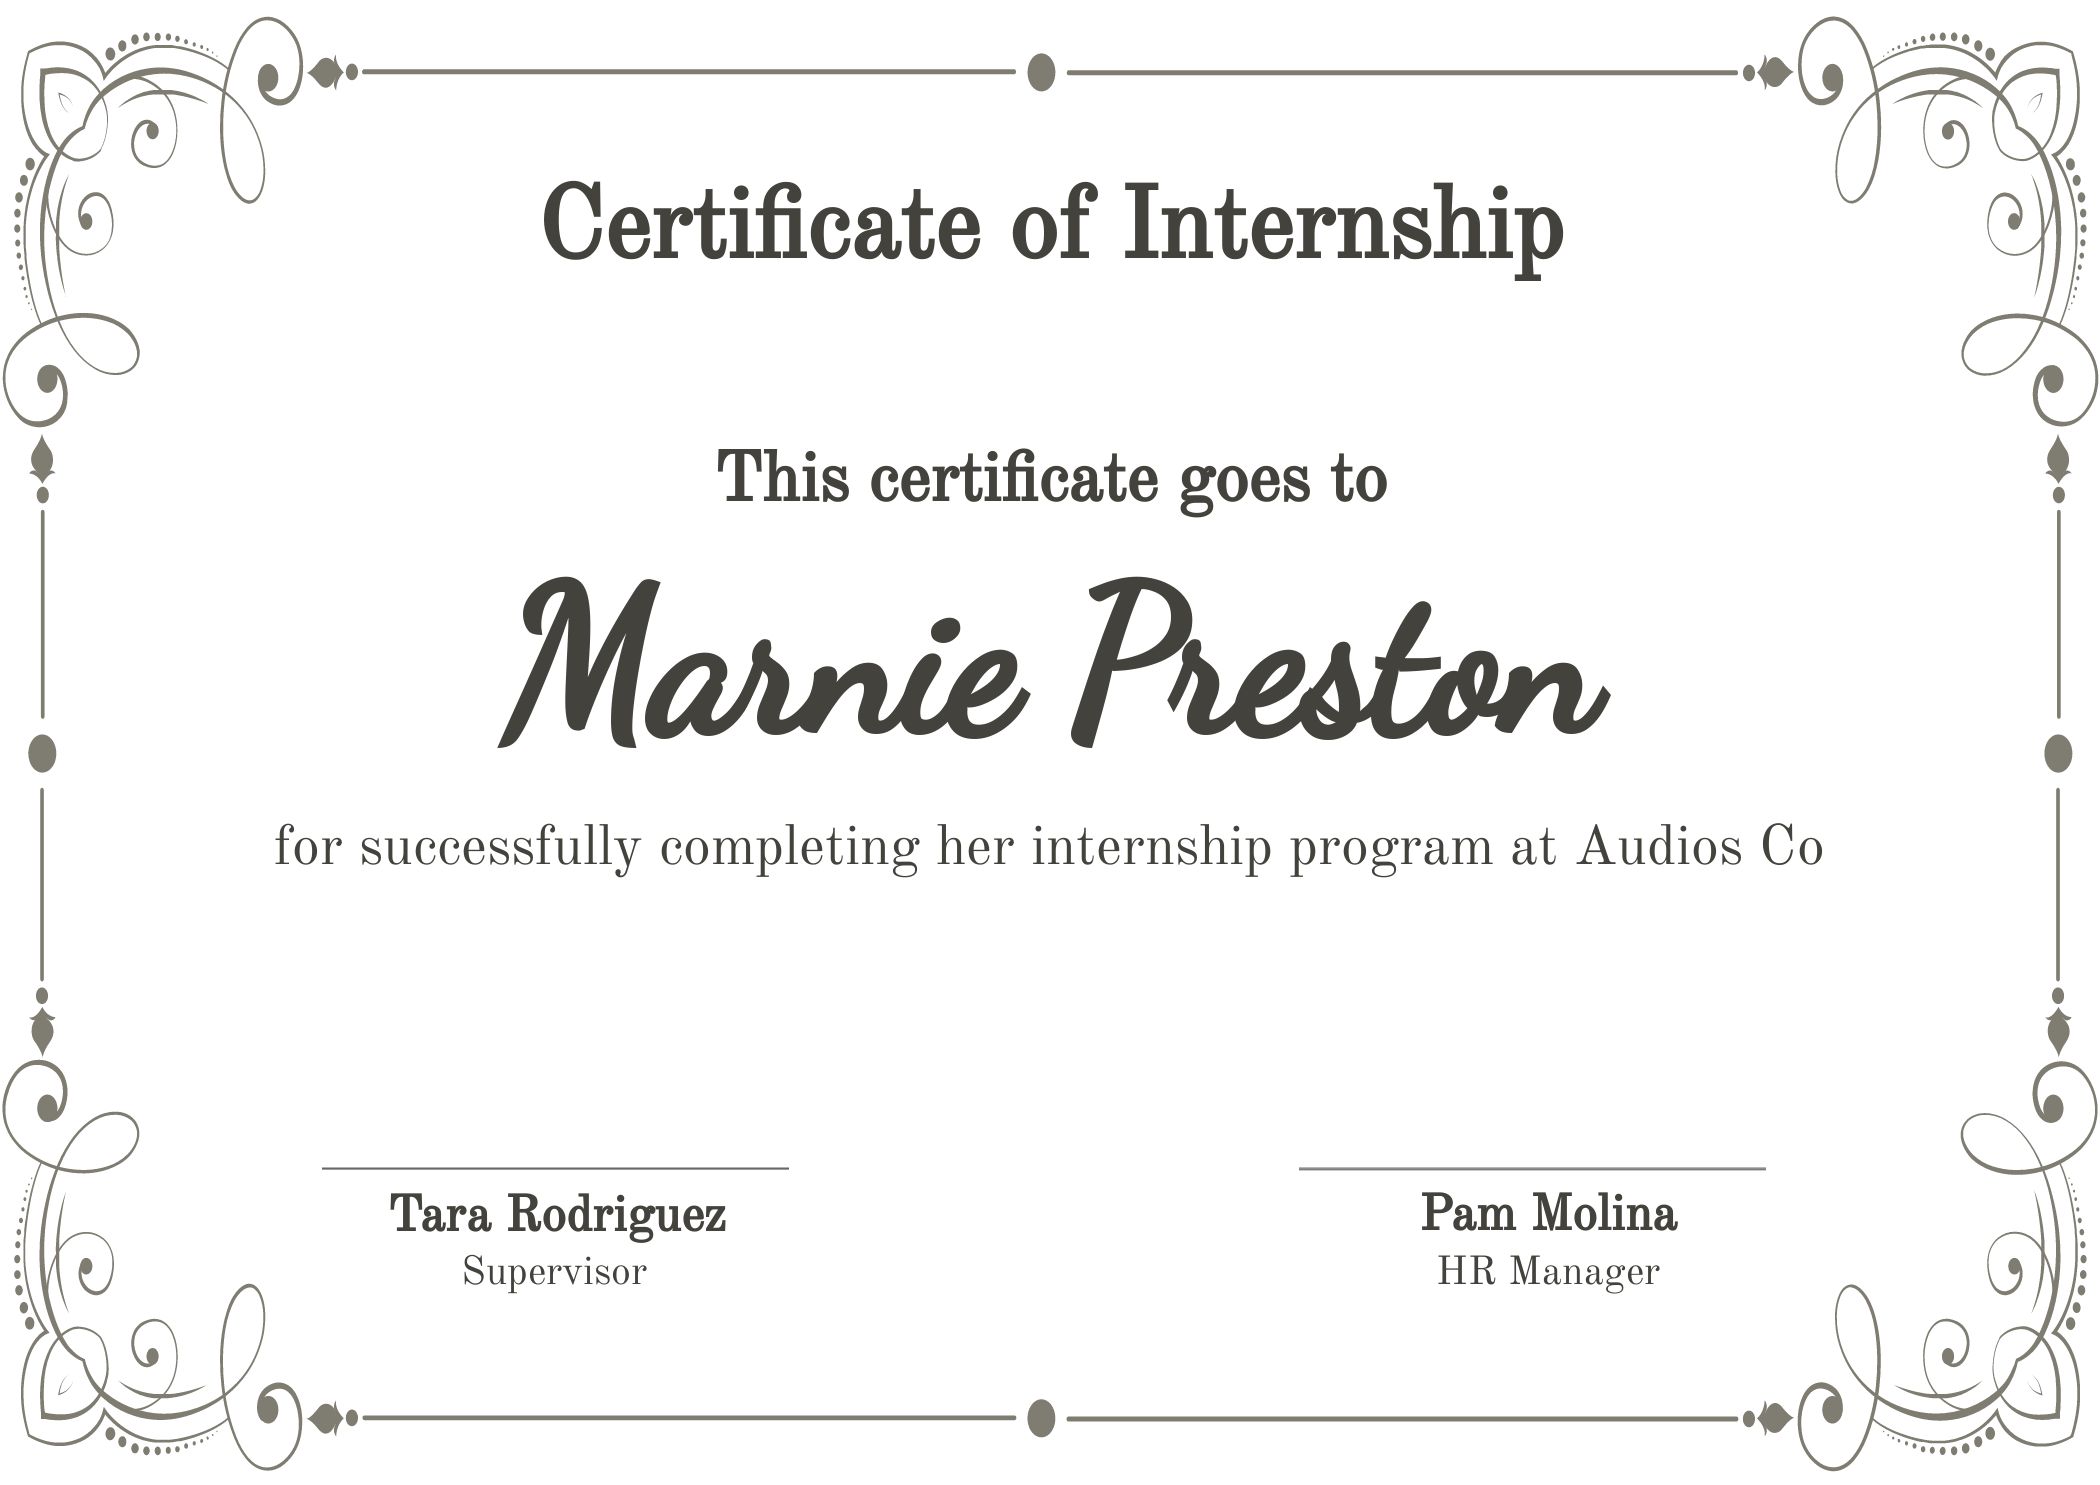 Certificate of Internship
This certificate goes to
Marnie Preston
for successfully completing her internship program at Audios Co
Tara Rodriguez
Supervisor
Pam Molina
HR Manager